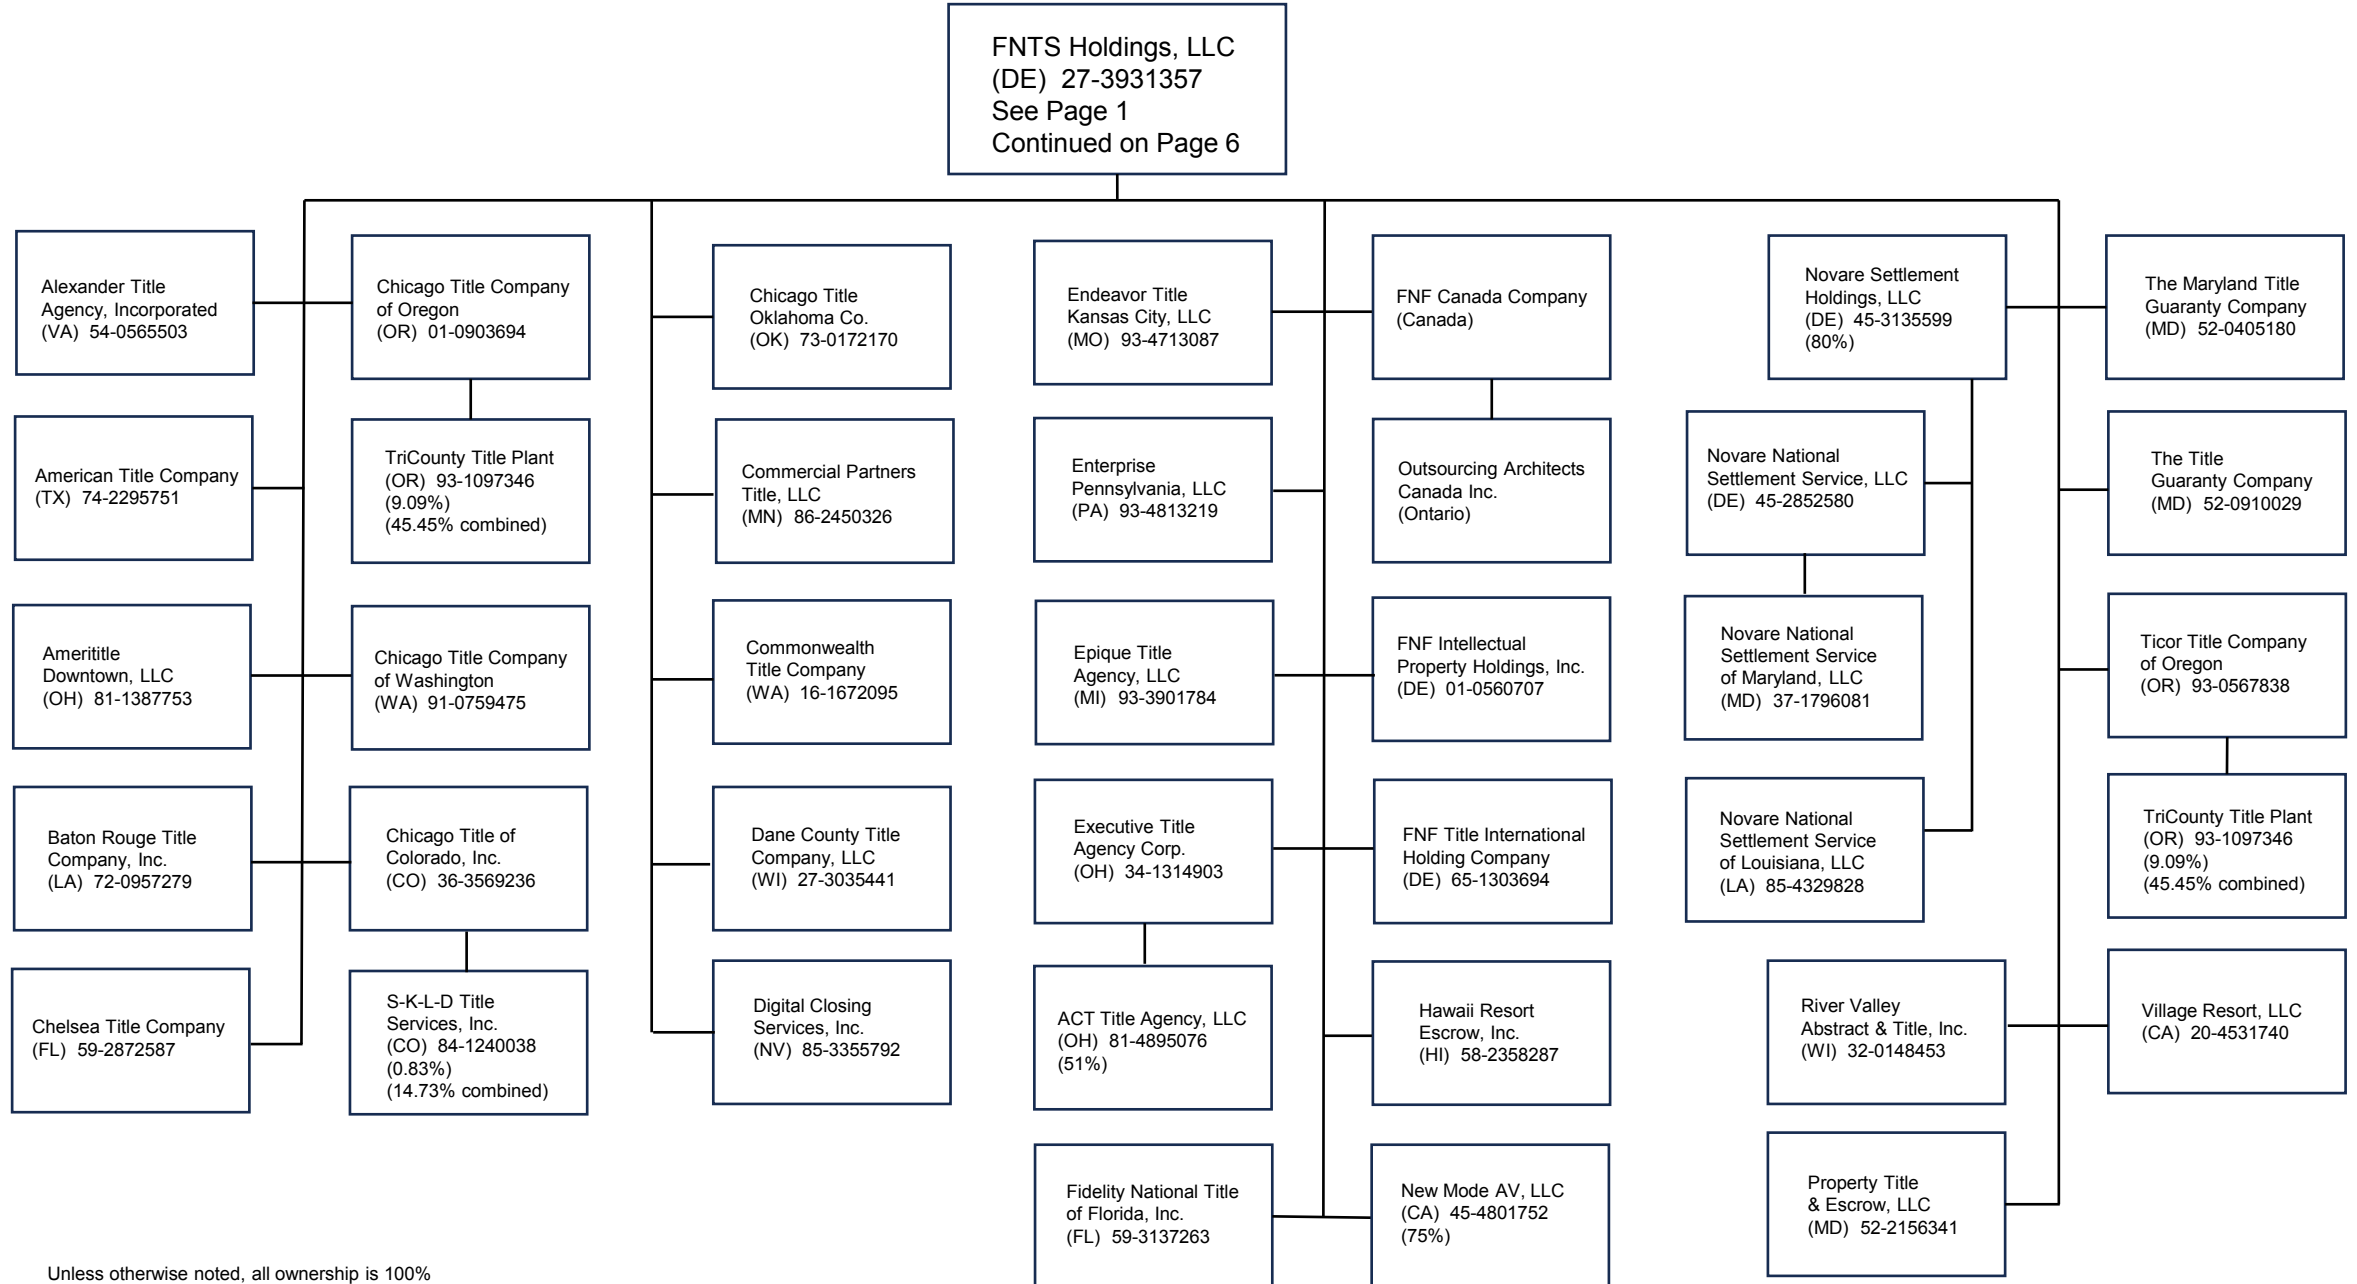 FNTS Holdings, LLC
(DE) 27-3931357
See Page 1
Continued on Page 6
Alexander Title
Agency, Incorporated
(VA) 54-0565503
American Title Company
(TX) 74-2295751
Amerititle
Downtown, LLC
(OH) 81-1387753
Baton Rouge Title
Company, Inc.
(LA) 72-0957279
Chelsea Title Company
(FL) 59-2872587
Chicago Title Company
of Oregon
(OR) 01-0903694
TriCounty Title Plant
(OR) 93-1097346
(9.09%)
(45.45% combined)
Chicago Title Company
of Washington
(WA) 91-0759475
Chicago Title of
Colorado, Inc.
(CO) 36-3569236
S-K-L-D Title
Services, Inc.
(CO) 84-1240038
(0.83%)
(14.73% combined)
Chicago Title
Oklahoma Co.
(OK) 73-0172170
Commercial Partners
Title, LLC
(MN) 86-2450326
Commonwealth
Title Company
(WA) 16-1672095
Dane County Title
Company, LLC
(WI) 27-3035441
Digital Closing
Services, Inc.
(NV) 85-3355792
Endeavor Title
Kansas City, LLC
(MO) 93-4713087
Enterprise
Pennsylvania, LLC
(PA) 93-4813219
Epique Title
Agency, LLC
(MI) 93-3901784
Executive Title
Agency Corp.
(OH) 34-1314903
ACT Title Agency, LLC
(OH) 81-4895076
(51%)
Fidelity National Title
of Florida, Inc.
(FL) 59-3137263
FNF Canada Company
(Canada)
Outsourcing Architects
Canada Inc.
(Ontario)
FNF Intellectual
Property Holdings, Inc.
(DE) 01-0560707
FNF Title International
Holding Company
(DE) 65-1303694
Hawaii Resort
Escrow, Inc.
(HI) 58-2358287
New Mode AV, LLC
(CA) 45-4801752
(75%)
Novare Settlement
Holdings, LLC
(DE) 45-3135599
(80%)
Novare National
Settlement Service, LLC
(DE) 45-2852580
Novare National
Settlement Service
of Maryland, LLC
(MD) 37-1796081
Novare National
Settlement Service
of Louisiana, LLC
(LA) 85-4329828
River Valley
Abstract & Title, Inc.
(WI) 32-0148453
Property Title
& Escrow, LLC
(MD) 52-2156341
The Maryland Title
Guaranty Company
(MD) 52-0405180
The Title
Guaranty Company
(MD) 52-0910029
Ticor Title Company
of Oregon
(OR) 93-0567838
TriCounty Title Plant
(OR) 93-1097346
(9.09%)
(45.45% combined)
Village Resort, LLC
(CA) 20-4531740
Unless otherwise noted, all ownership is 100%